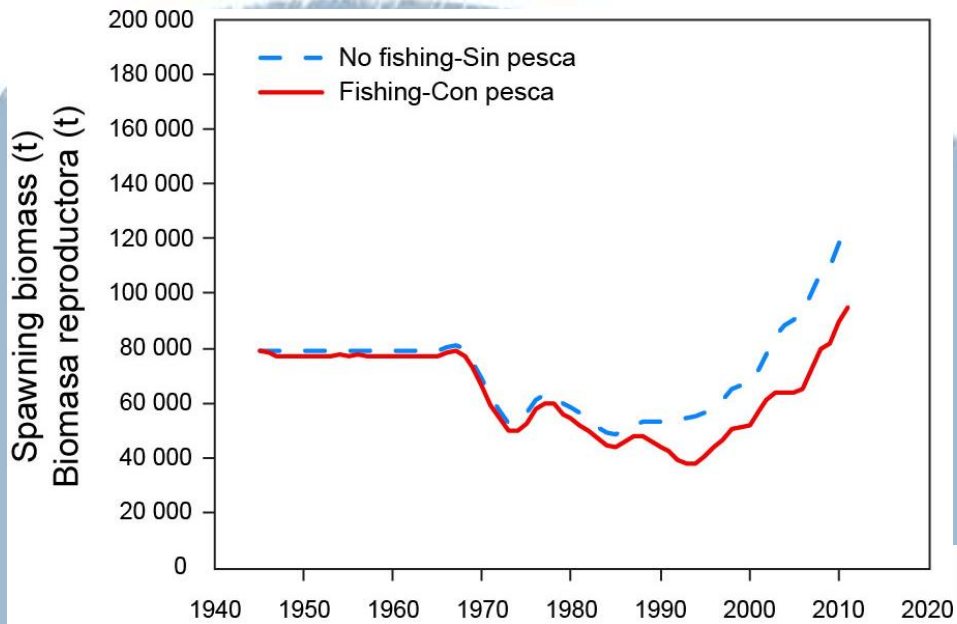 200 000
180 000
160 000
140 000
120 000
100 000
80 000
60 000
40 000
20 000
0
Spawning biomass (t)
Biomasa reproductora (t)
No fishing-Sin pesca
Fishing-Con pesca
1940 1950 1960 1970 1980 1990 2000 2010 2020